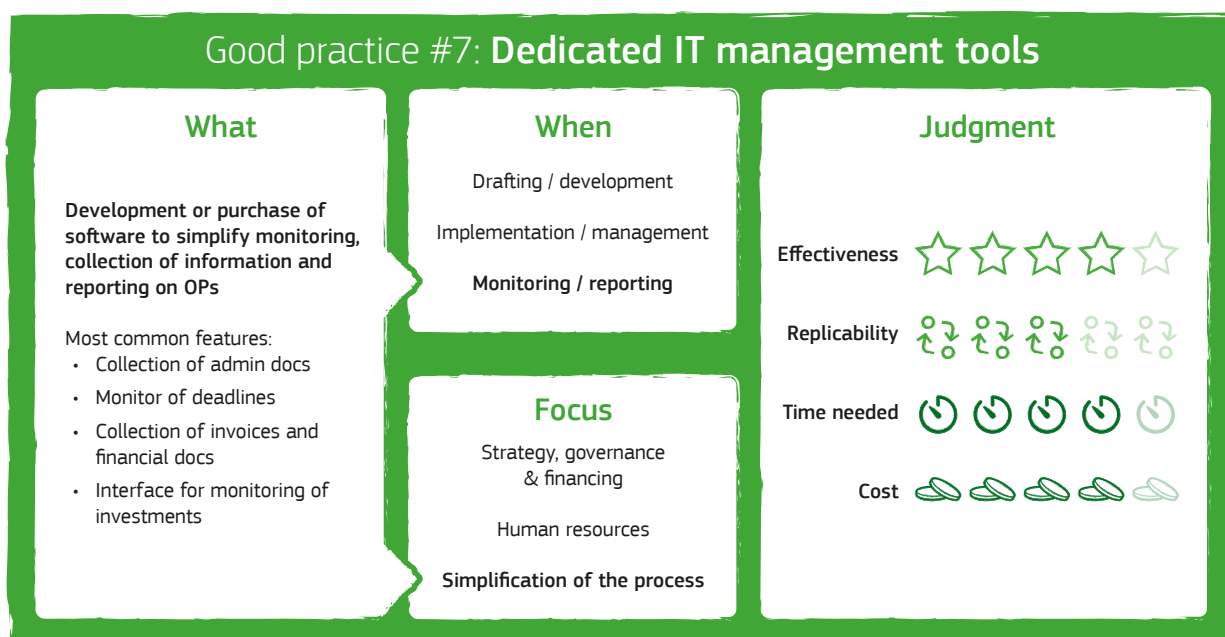 Good practice #7: Dedicated IT management tools
What
Development or purchase of
software to simplify monitoring,
collection of information and
reporting on OPs
Most common features:
• Collection of admin docs
• Monitor of deadlines
• Collection of invoices and
financial docs
• Interface for monitoring of
investments
When
Drafting / development
Implementation / management
Monitoring / reporting
Focus
Strategy, governance
& financing
Human resources
Simplification of the process
Judgment
Effectiveness
Replicability
Time needed
Cost